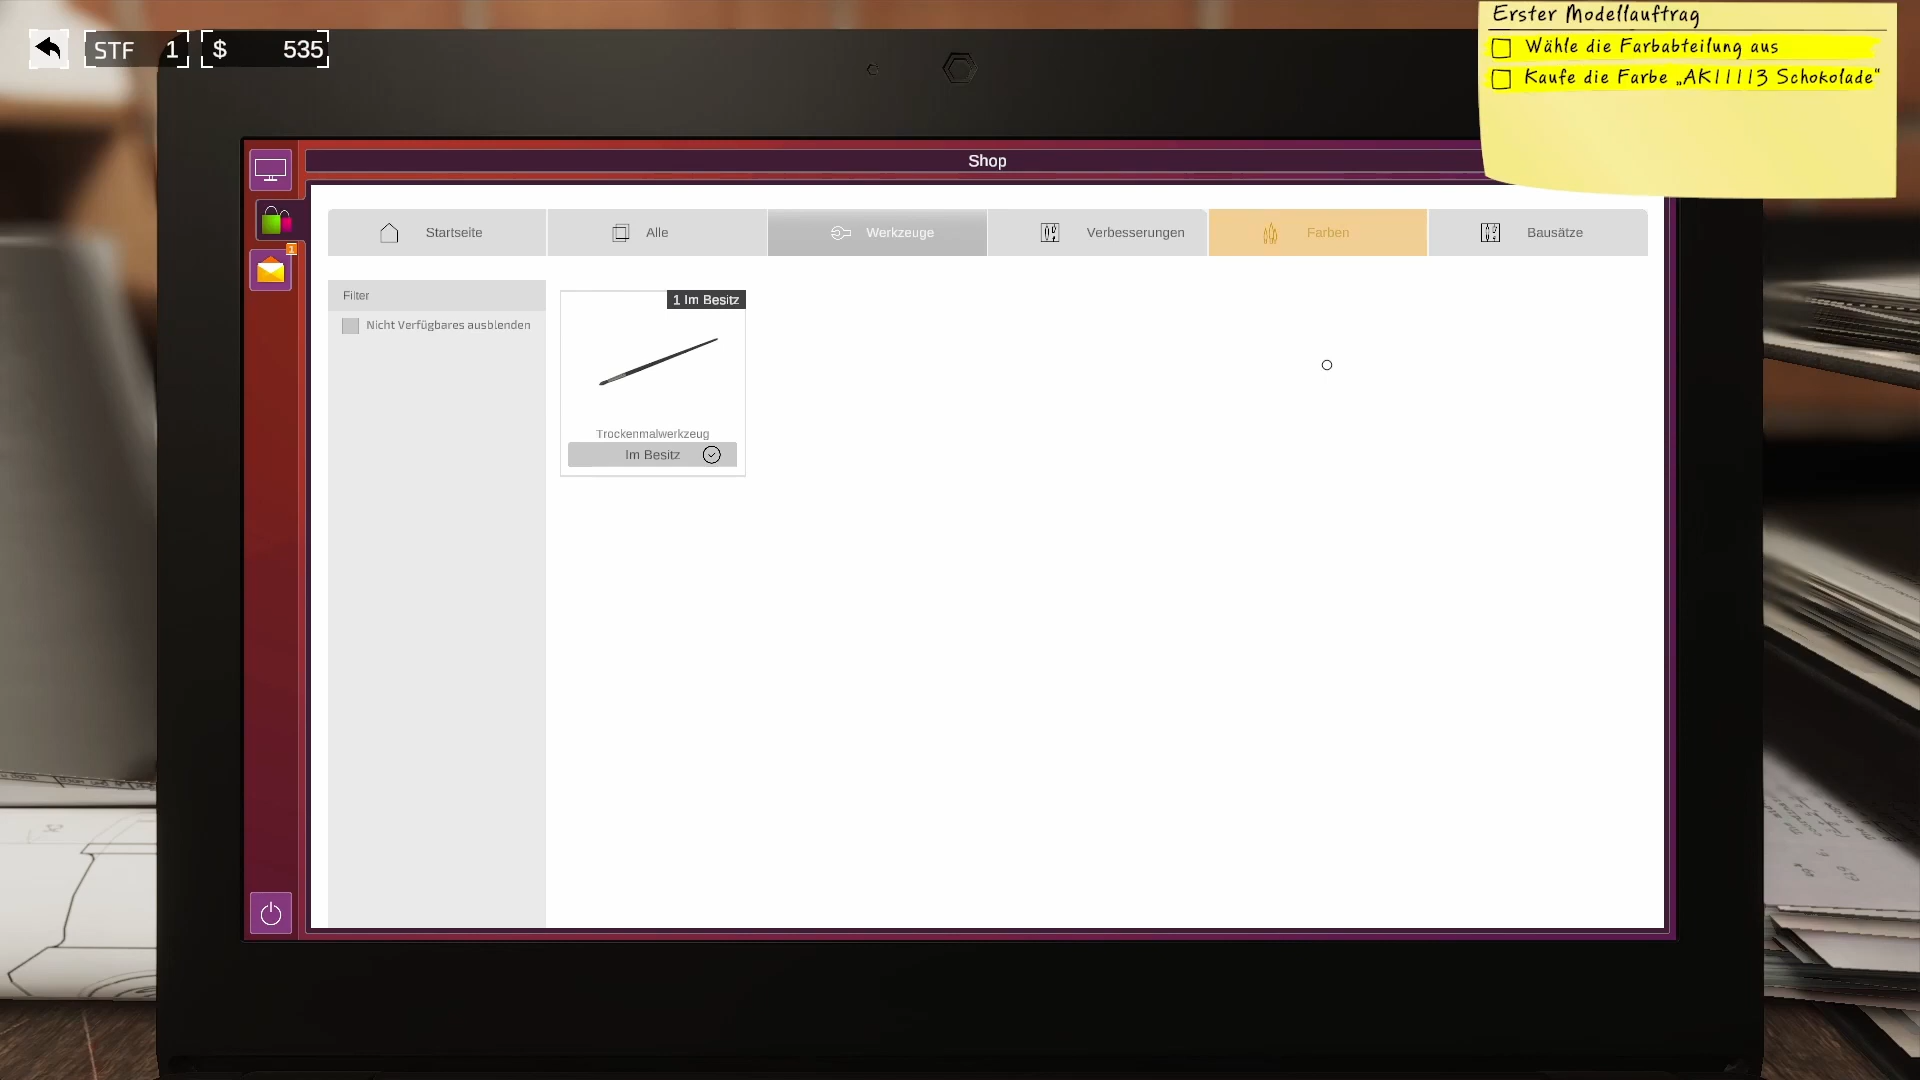 STF 1 $ 535
Erster Modellauftrag
Wähle die Farbabteilung aus
Kaufe die Farbe „AK11113 Schokolade“
Shop
1
Startseite
Alle
Werkzeuge
Verbesserungen
Farben
Bausätze
Filter
Nicht Verfügbares ausblenden
1 Im Besitz
Trockenmalwerkzeug
Im Besitz